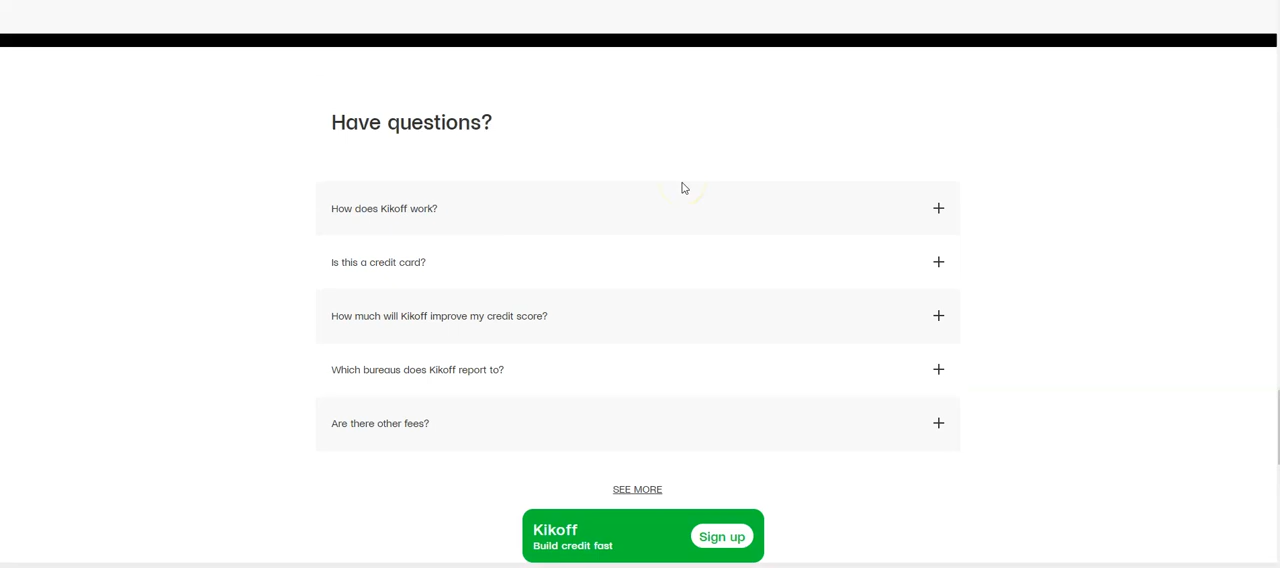 Have questions?
How does Kikoff work?
Is this a credit card?
How much will Kikoff improve my credit score?
Which bureaus does Kikoff report to?
Are there other fees?
SEE MORE
Kikoff
Build credit fast
Sign up